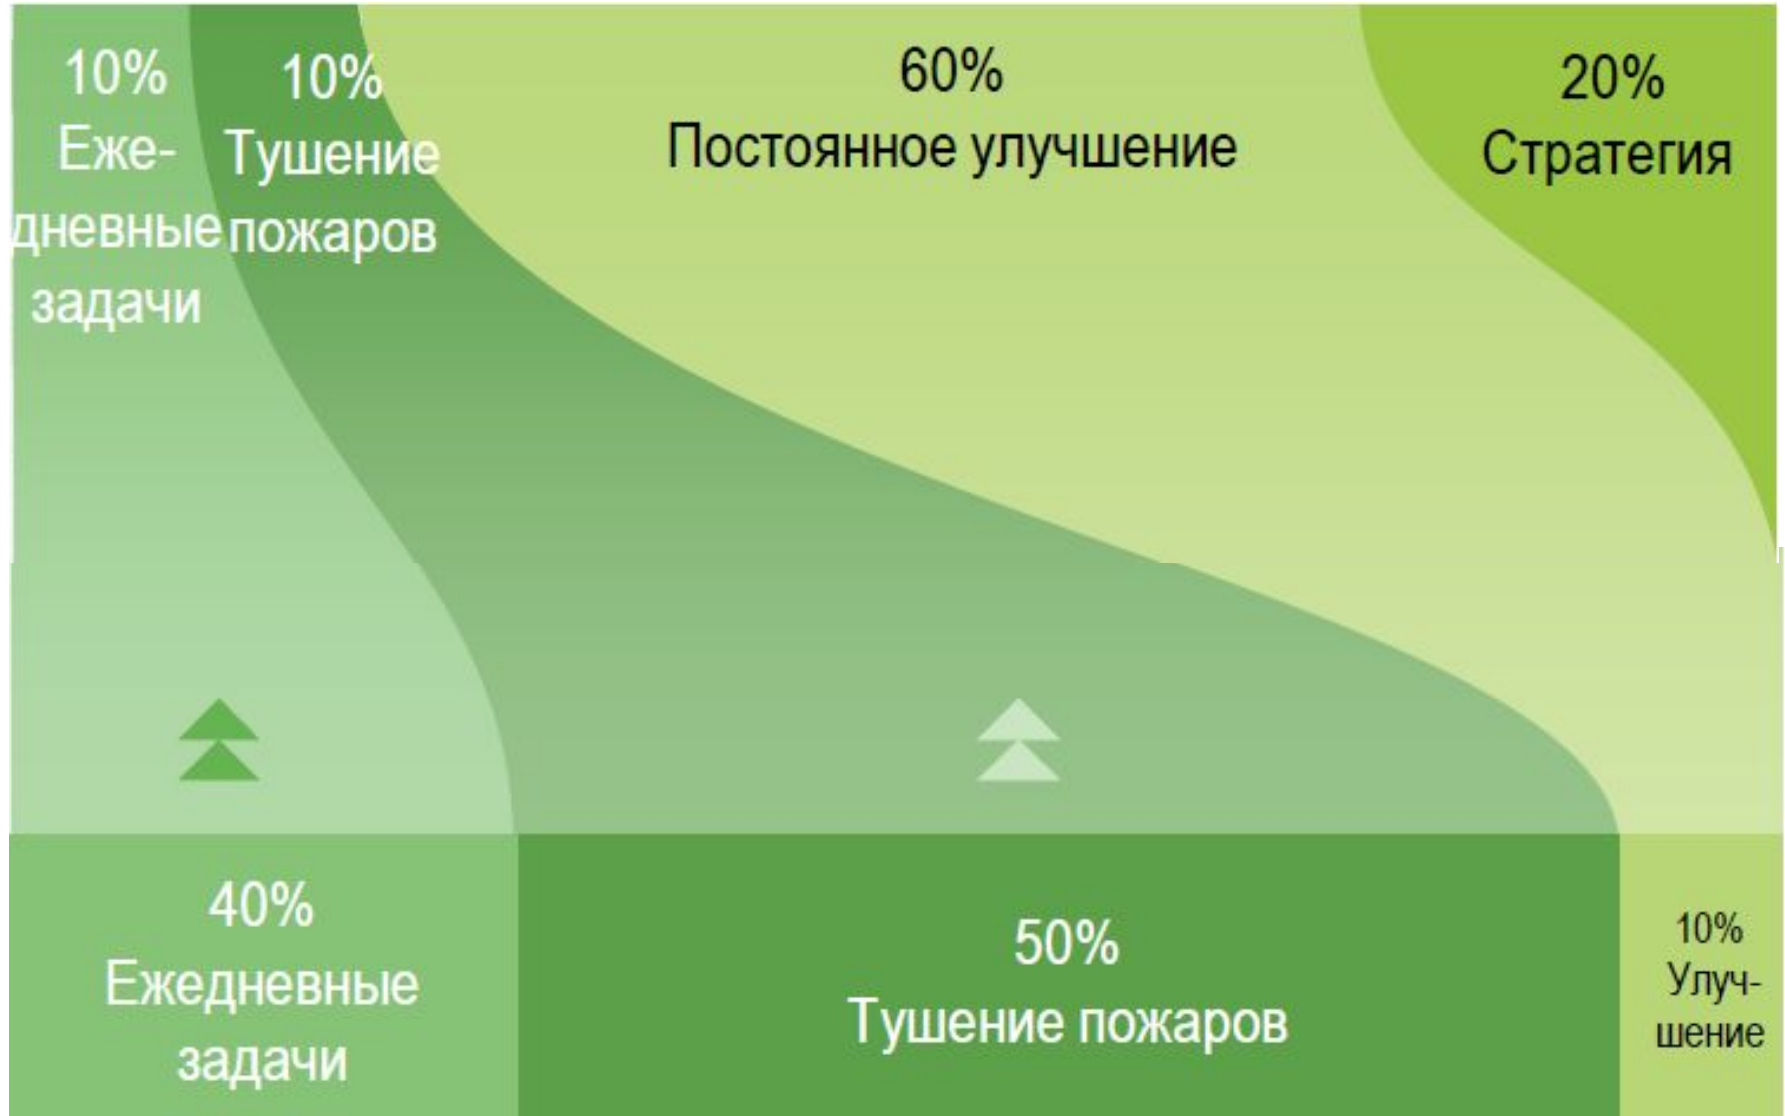 10%
Еже-
дневные
задачи
10%
Тушение
пожаров
60%
Постоянное улучшение
20%
Стратегия
40%
Ежедневные
задачи
50%
Тушение пожаров
10%
Улуч-
шение